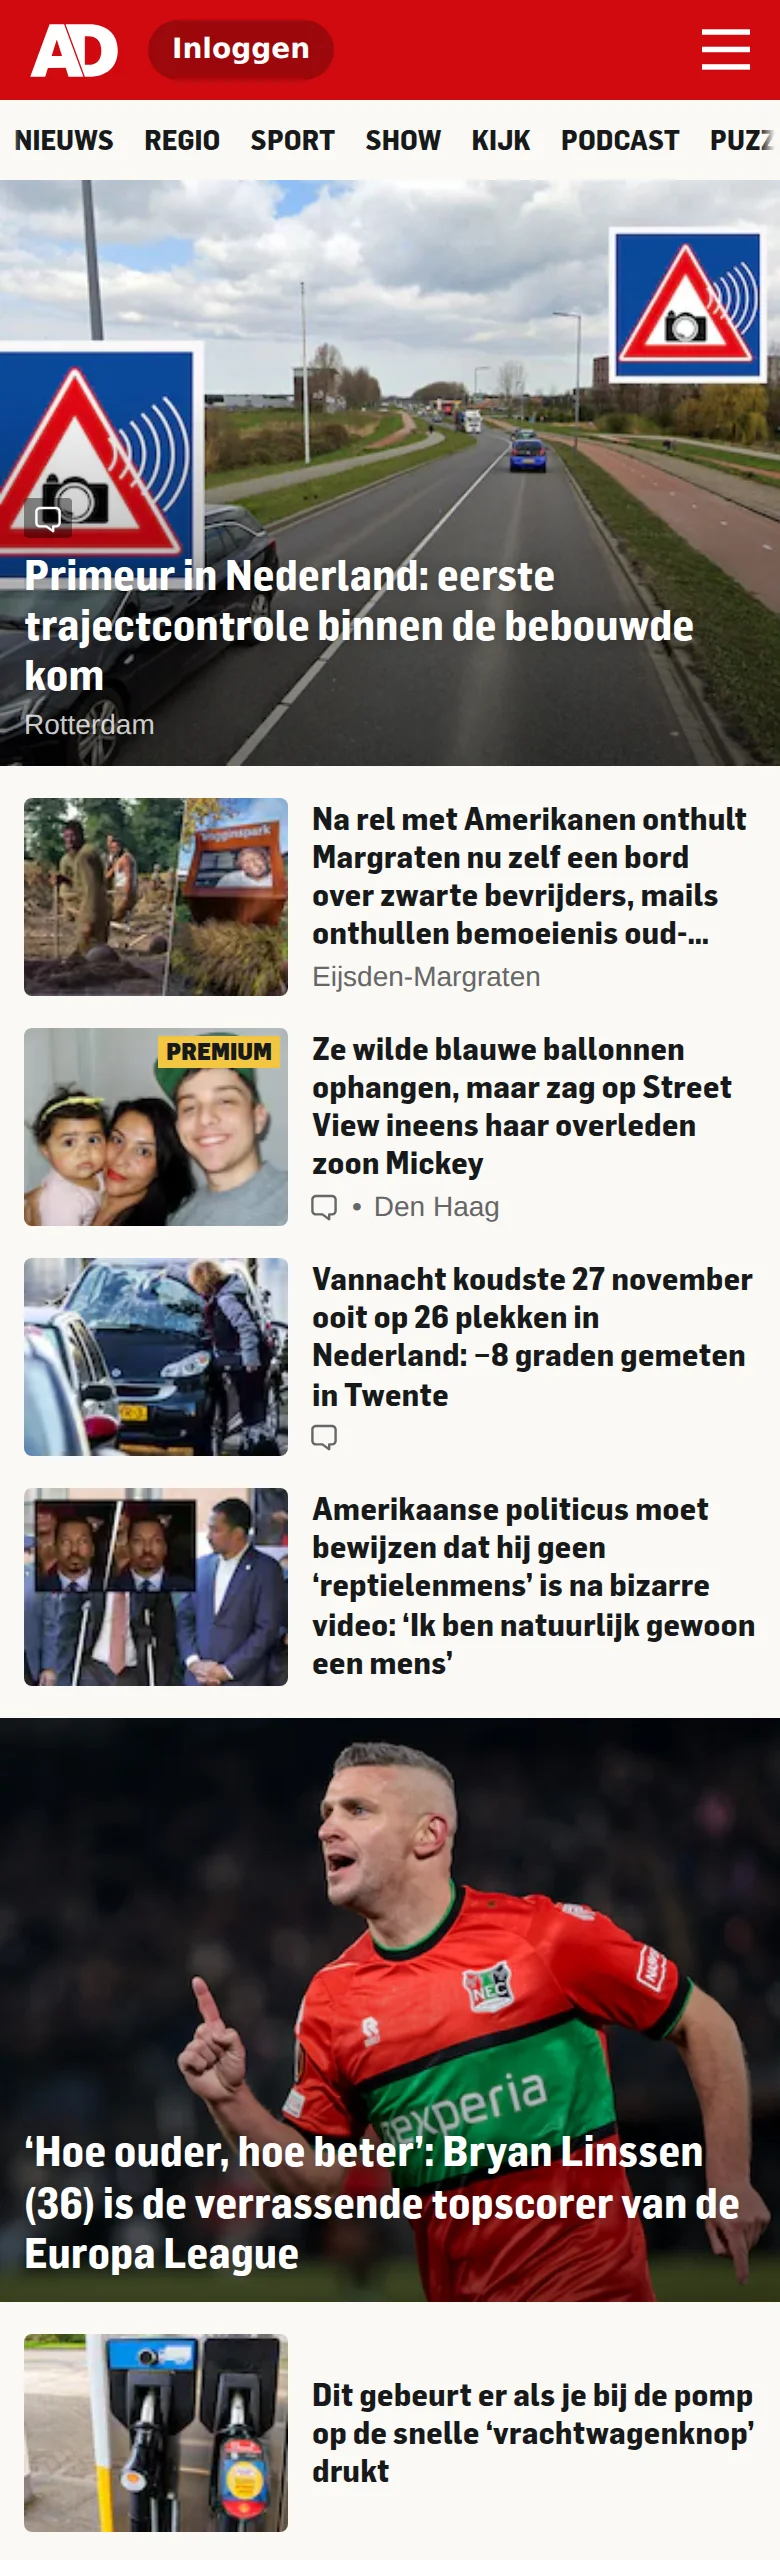 AD
Inloggen
NIEUWS REGIO SPORT SHOW KIJK PODCAST PUZZ
Primeur in Nederland: eerste
trajectcontrole binnen de bebouwde
kom
Rotterdam
Na rel met Amerikanen onthult
Margraten nu zelf een bord
over zwarte bevrijders, mails
onthullen bemoeienis oud-...
Eijsden-Margraten
PREMIUM
Ze wilde blauwe ballonnen
ophangen, maar zag op Street
View ineens haar overleden
zoon Mickey
• Den Haag
Vannacht koudste 27 november
ooit op 26 plekken in
Nederland: −8 graden gemeten
in Twente
Amerikaanse politicus moet
bewijzen dat hij geen
‘reptielenmens’ is na bizarre
video: ‘Ik ben natuurlijk gewoon
een mens’
NEC
nexperia
‘Hoe ouder, hoe beter’: Bryan Linssen
(36) is de verrassende topscorer van de
Europa League
Dit gebeurt er als je bij de pomp
op de snelle ‘vrachtwagenknop’
drukt